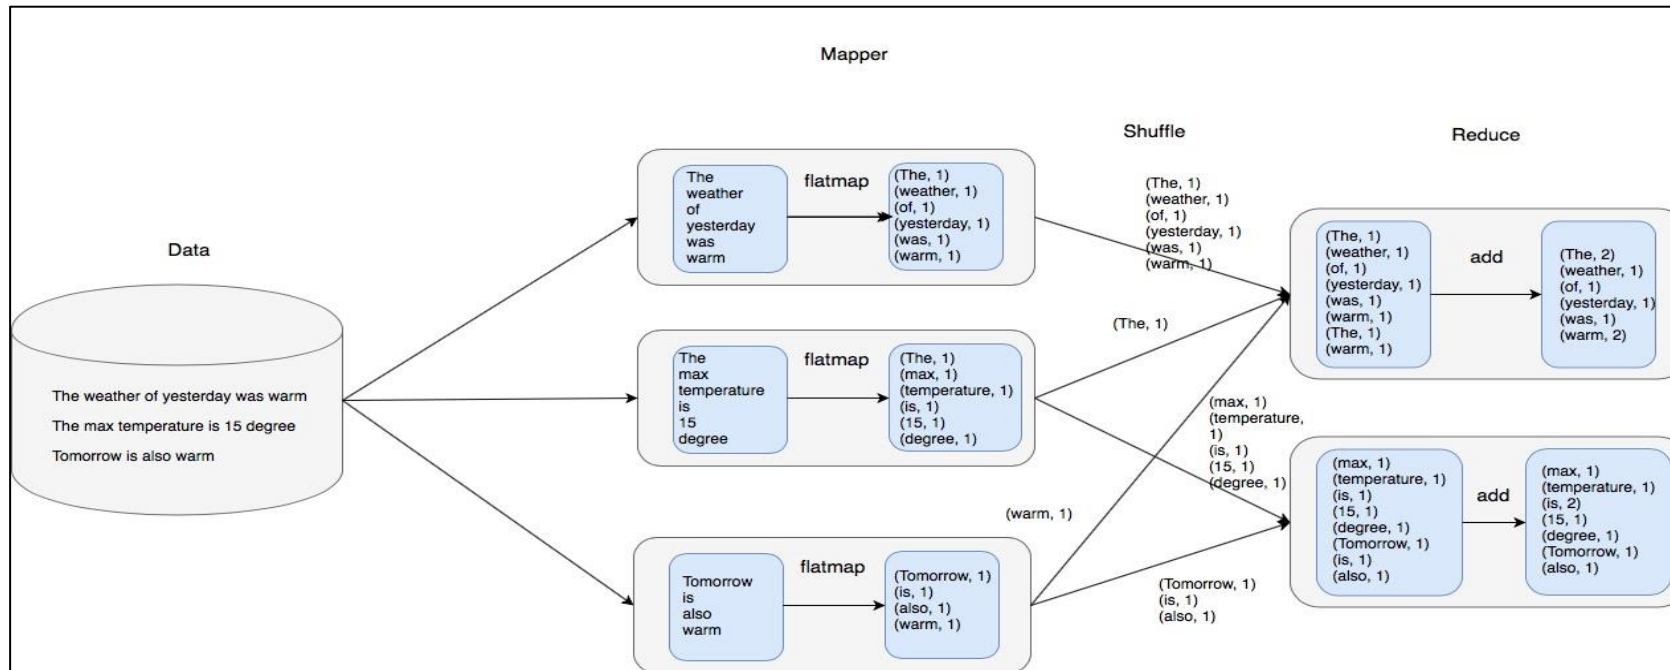 Mapper
Shuffle
Reduce
Data
The weather of yesterday was warm
The max temperature is 15 degree
Tomorrow is also warm
The
weather
of
yesterday
was
warm
flatmap
(The, 1)
(weather, 1)
(of, 1)
(yesterday, 1)
(was, 1)
(warm, 1)
The
max
temperature
is
15
degree
flatmap
(The, 1)
(max, 1)
(temperature, 1)
(is, 1)
(15, 1)
(degree, 1)
Tomorrow
is
also
warm
flatmap
(Tomorrow, 1)
(is, 1)
(also, 1)
(warm, 1)
(The, 1)
(weather, 1)
(of, 1)
(yesterday, 1)
(was, 1)
(warm, 1)
(The, 1)
(max, 1)
(temperature,
1)
(is, 1)
(15, 1)
(degree, 1)
(warm, 1)
(Tomorrow, 1)
(is, 1)
(also, 1)
(The, 1)
(weather, 1)
(of, 1)
(yesterday, 1)
(was, 1)
(warm, 1)
(The, 1)
(warm, 1)
add
(The, 2)
(weather, 1)
(of, 1)
(yesterday, 1)
(was, 1)
(warm, 2)
(max, 1)
(temperature, 1)
(is, 1)
(15, 1)
(degree, 1)
(Tomorrow, 1)
(is, 1)
(also, 1)
add
(max, 1)
(temperature, 1)
(is, 2)
(15, 1)
(degree, 1)
(Tomorrow, 1)
(also, 1)